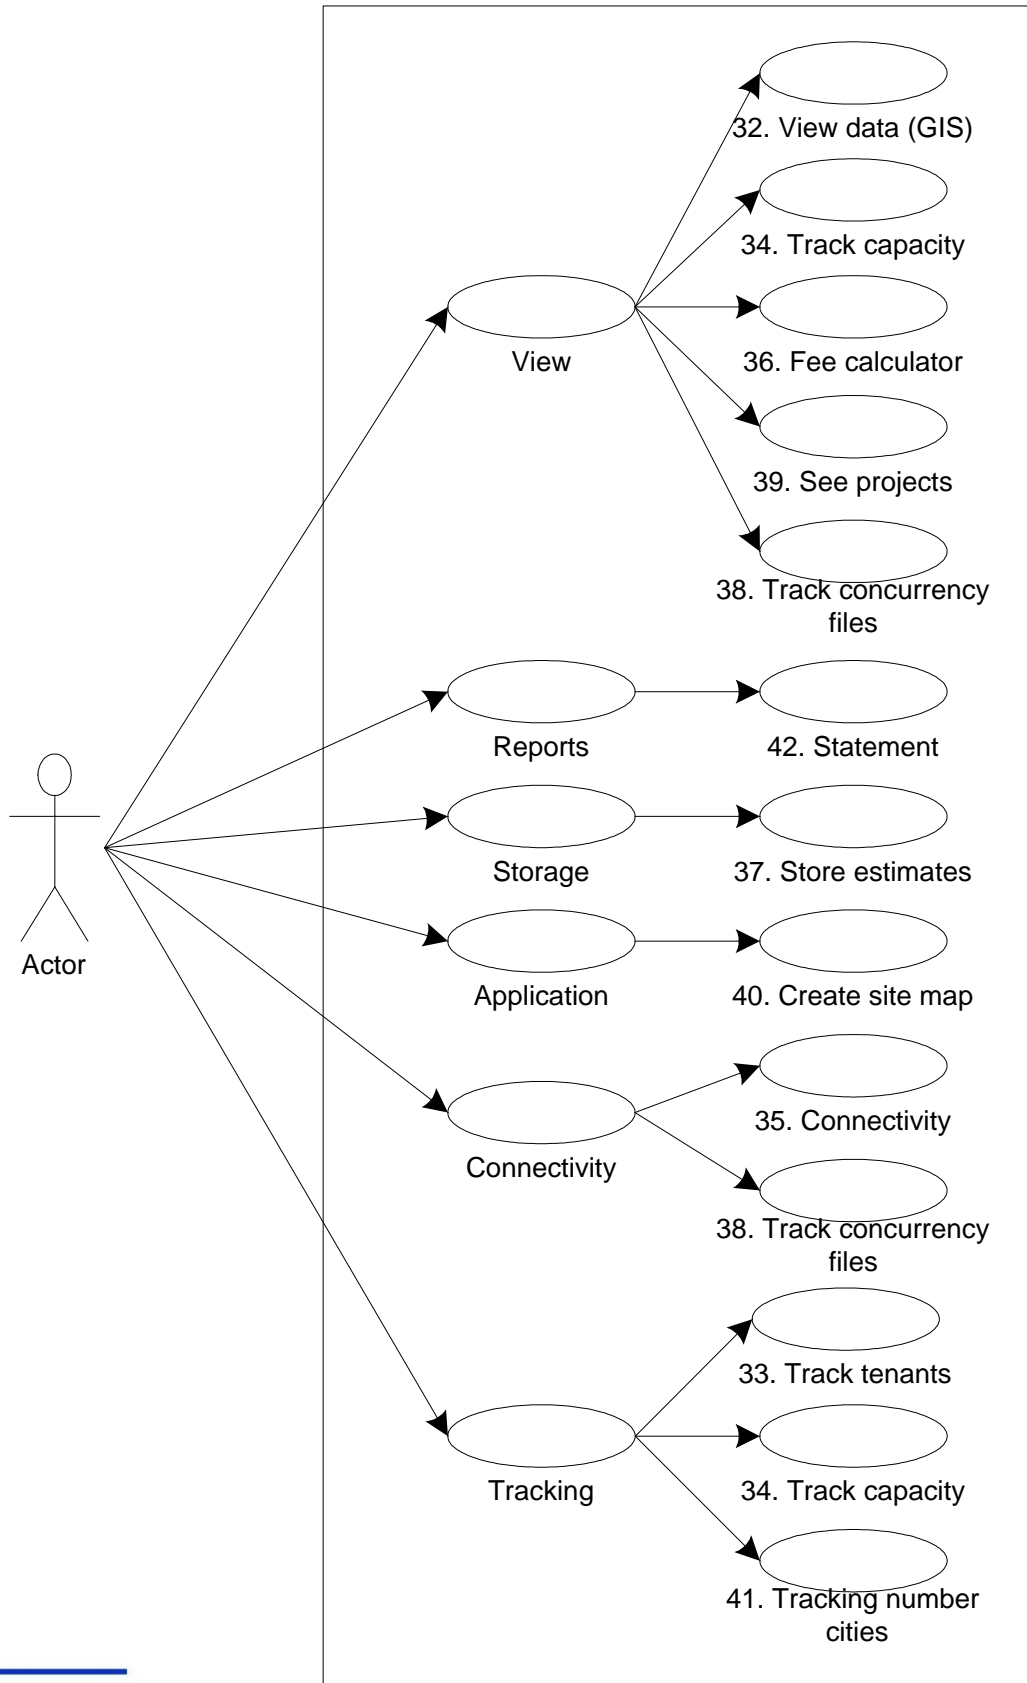 32. View data (GIS)
34. Track capacity
View
36. Fee calculator
39. See projects
38. Track concurrency
files
Reports
42. Statement
Storage
37. Store estimates
Actor
Application
40. Create site map
35. Connectivity
Connectivity
38. Track concurrency
files
33. Track tenants
Tracking
34. Track capacity
41. Tracking number
cities